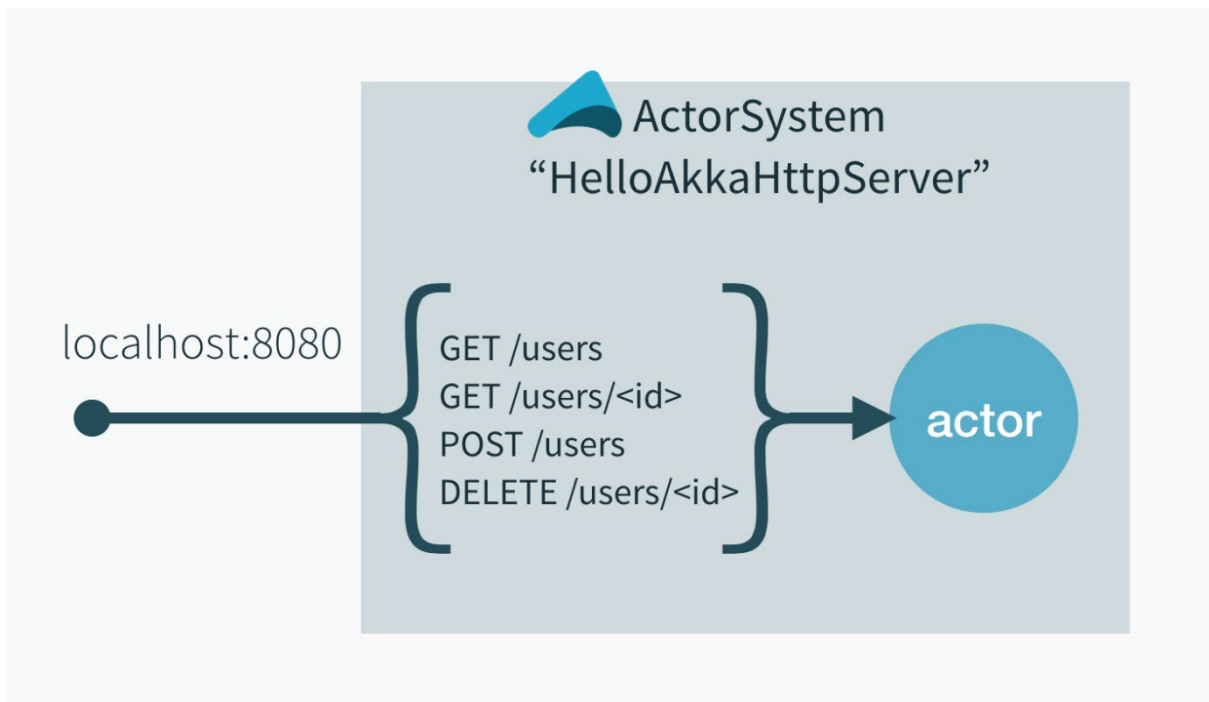 ActorSystem
“HelloAkkaHttpServer”
localhost:8080
GET /users
GET /users/<id>
POST /users
DELETE /users/<id>
actor